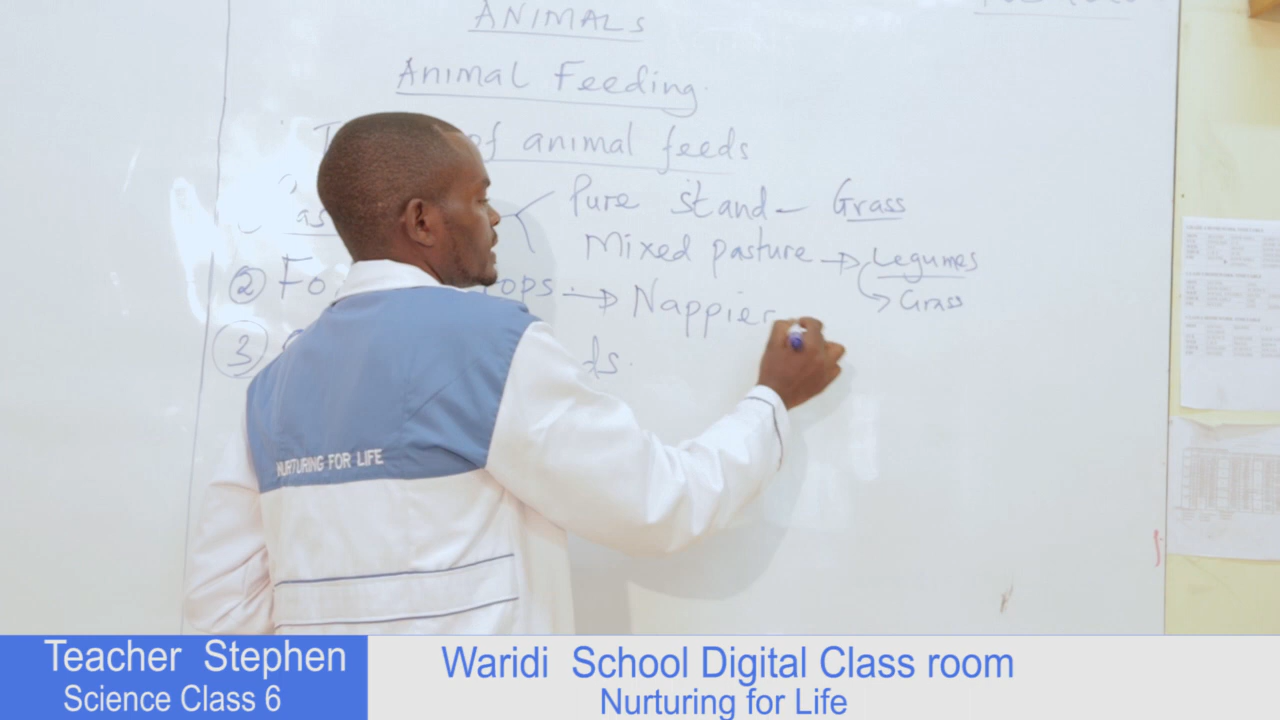 ANIMALS
Animal Feeding.
of animal feeds
as
Pure stand - Grass
Mixed pasture → Legumes
→ Grass
② Fo ops. → Nappier
③ ds.
NURTURING FOR LIFE
Teacher Stephen
Science Class 6
Waridi School Digital Class room
Nurturing for Life